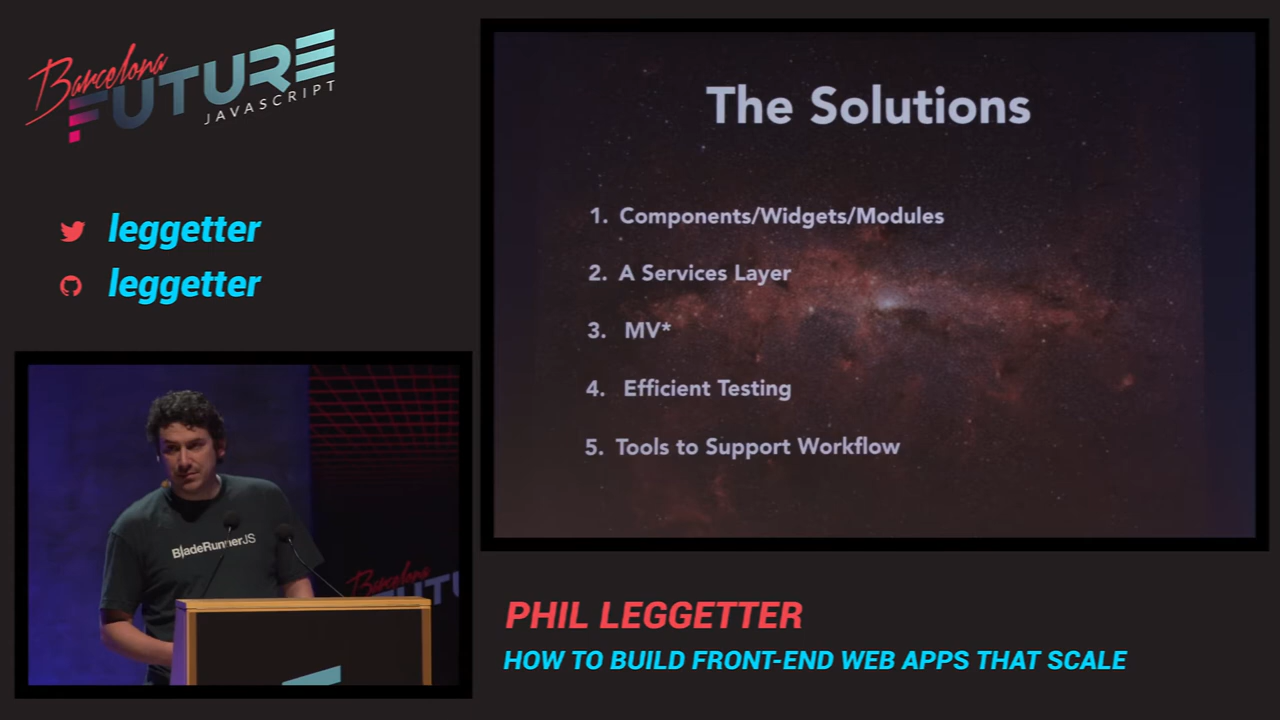 Barcelona
FUTURE
JAVASCRIPT
leggetter
leggetter
The Solutions
1. Components/Widgets/Modules
2. A Services Layer
3. MV*
4. Efficient Testing
5. Tools to Support Workflow
BladeRunnerJS
Barcelona
PHIL LEGGETTER
HOW TO BUILD FRONT-END WEB APPS THAT SCALE